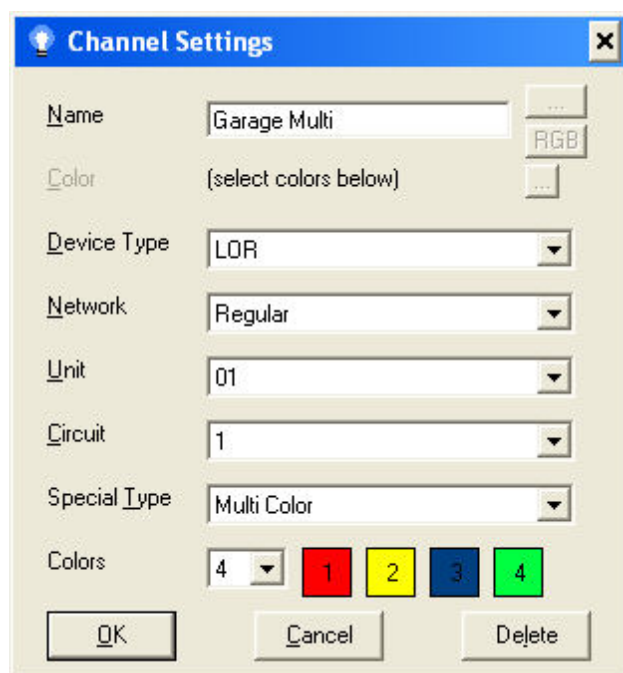 Channel Settings
Name
Garage Multi
...
RGB
Color
(select colors below)
...
Device Type
LOR
Network
Regular
Unit
01
Circuit
1
Special Type
Multi Color
Colors
4
1
2
3
4
OK
Cancel
Delete